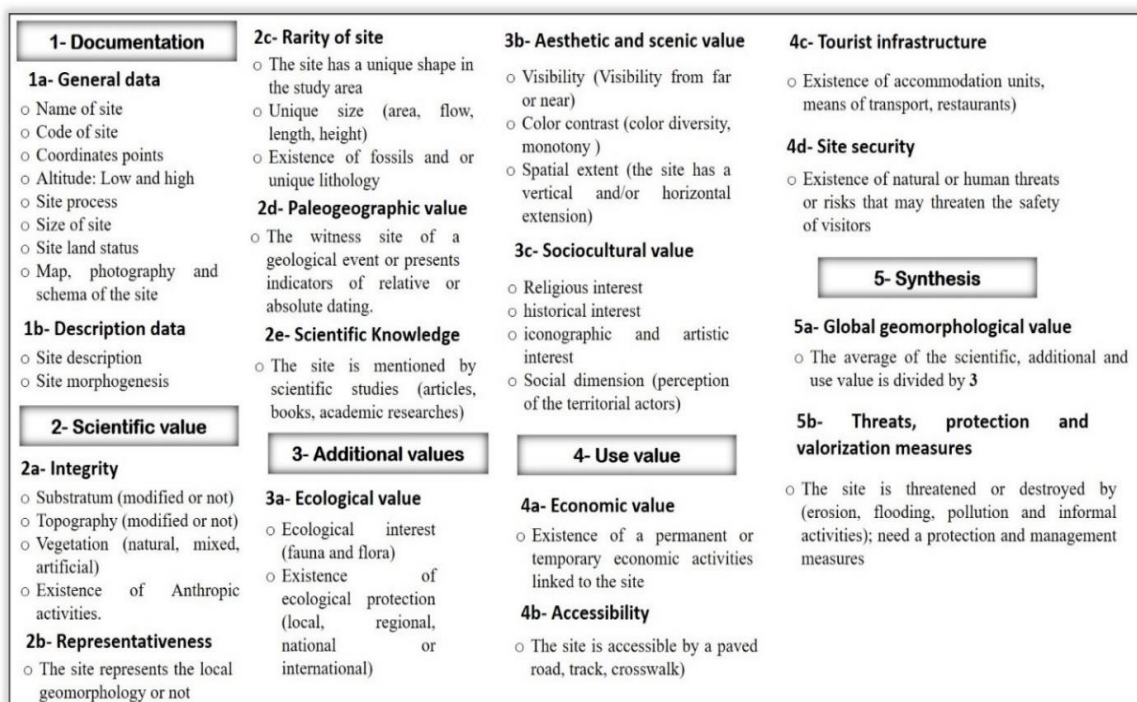 1- Documentation
1a- General data
○ Name of site
○ Code of site
○ Coordinates points
○ Altitude: Low and high
○ Site process
○ Size of site
○ Site land status
○ Map, photography and
schema of the site
1b- Description data
○ Site description
○ Site morphogenesis
2- Scientific value
2a- Integrity
○ Substratum (modified or not)
○ Topography (modified or not)
○ Vegetation (natural, mixed,
artificial)
○ Existence of Anthropic
activities.
2b- Representativeness
○ The site represents the local
geomorphology or not
2c- Rarity of site
○ The site has a unique shape in
the study area
○ Unique size (area, flow,
length, height)
○ Existence of fossils and or
unique lithology
2d- Paleogeographic value
○ The witness site of a
geological event or presents
indicators of relative or
absolute dating.
2e- Scientific Knowledge
○ The site is mentioned by
scientific studies (articles,
books, academic researches)
3- Additional values
3a- Ecological value
○ Ecological interest
(fauna and flora)
○ Existence of
ecological protection
(local, regional,
national or
international)
3b- Aesthetic and scenic value
○ Visibility (Visibility from far
or near)
○ Color contrast (color diversity,
monotony )
○ Spatial extent (the site has a
vertical and/or horizontal
extension)
3c- Sociocultural value
○ Religious interest
○ historical interest
○ iconographic and artistic
interest
○ Social dimension (perception
of the territorial actors)
4- Use value
4a- Economic value
○ Existence of a permanent or
temporary economic activities
linked to the site
4b- Accessibility
○ The site is accessible by a paved
road, track, crosswalk)
4c- Tourist infrastructure
○ Existence of accommodation units,
means of transport, restaurants)
4d- Site security
○ Existence of natural or human threats
or risks that may threaten the safety
of visitors
5- Synthesis
5a- Global geomorphological value
○ The average of the scientific, additional and
use value is divided by 3
5b- Threats, protection and
valorization measures
○ The site is threatened or destroyed by
(erosion, flooding, pollution and informal
activities); need a protection and management
measures